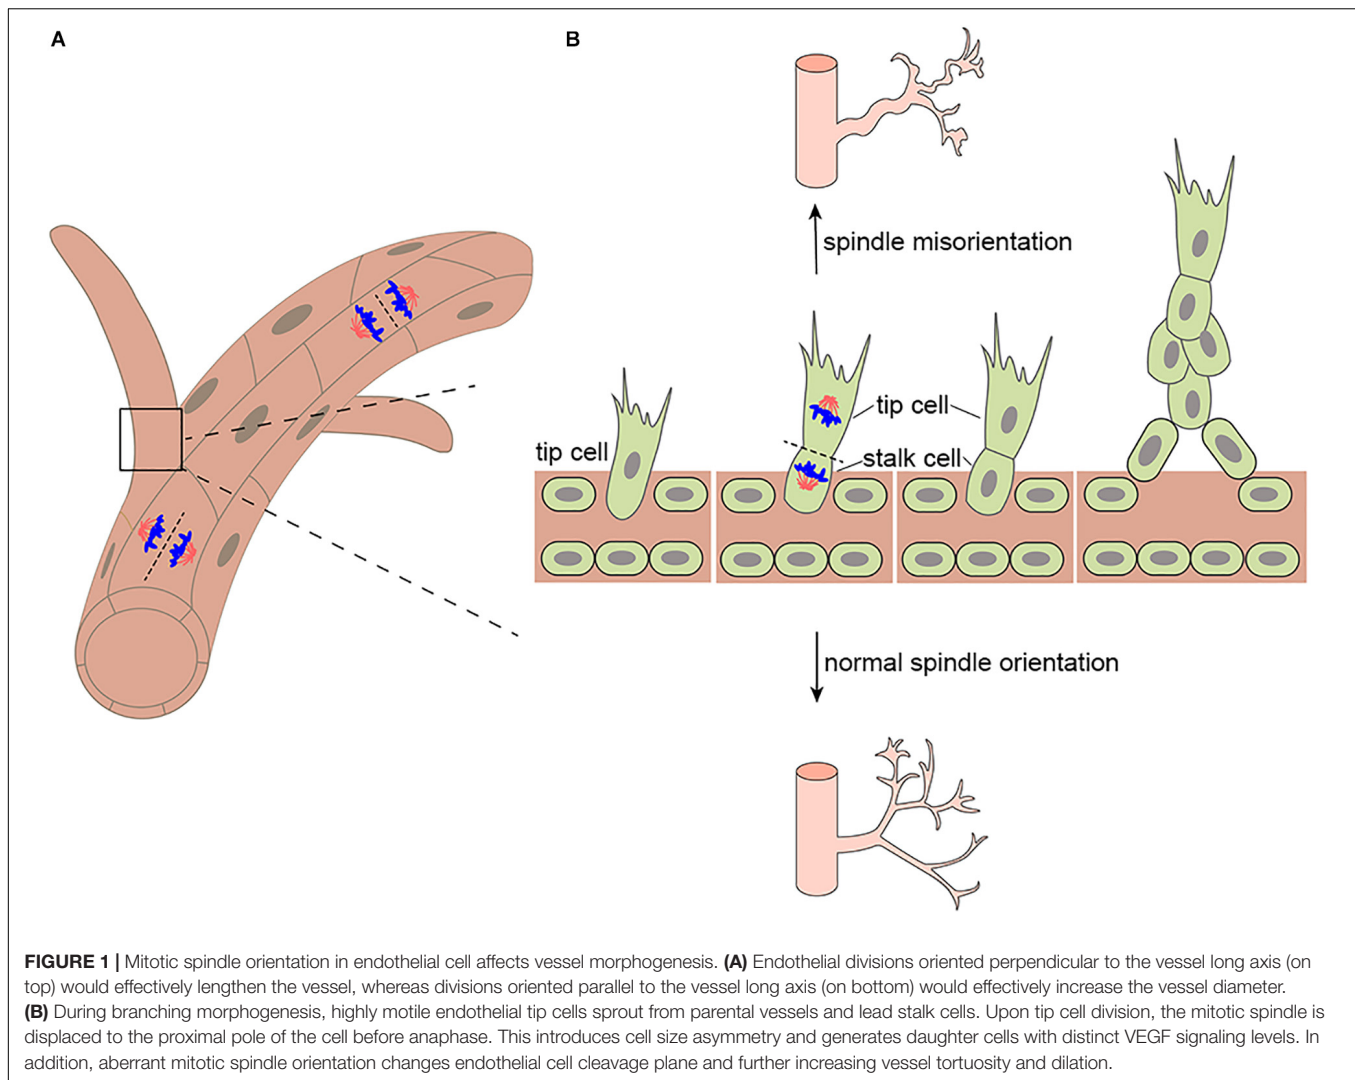 A
B
spindle misorientation
tip cell
tip cell
stalk cell
normal spindle orientation
FIGURE 1 | Mitotic spindle orientation in endothelial cell affects vessel morphogenesis. (A) Endothelial divisions oriented perpendicular to the vessel long axis (on
top) would effectively lengthen the vessel, whereas divisions oriented parallel to the vessel long axis (on bottom) would effectively increase the vessel diameter.
(B) During branching morphogenesis, highly motile endothelial tip cells sprout from parental vessels and lead stalk cells. Upon tip cell division, the mitotic spindle is
displaced to the proximal pole of the cell before anaphase. This introduces cell size asymmetry and generates daughter cells with distinct VEGF signaling levels. In
addition, aberrant mitotic spindle orientation changes endothelial cell cleavage plane and further increasing vessel tortuosity and dilation.